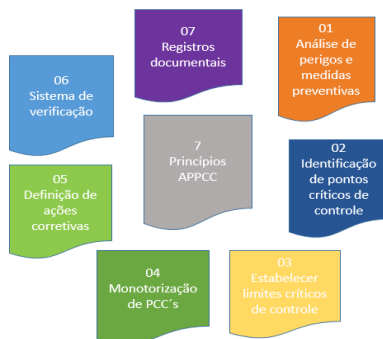 07
Registros
documentais
01
Análise de
perigos e
medidas
preventivas
06
Sistema de
verificação
7
Princípios
APPCC
02
Identificação
de pontos
críticos de
controle
05
Definição de
ações
corretivas
04
Monotorização
de PCC´s
03
Estabelecer
limites críticos
de controle